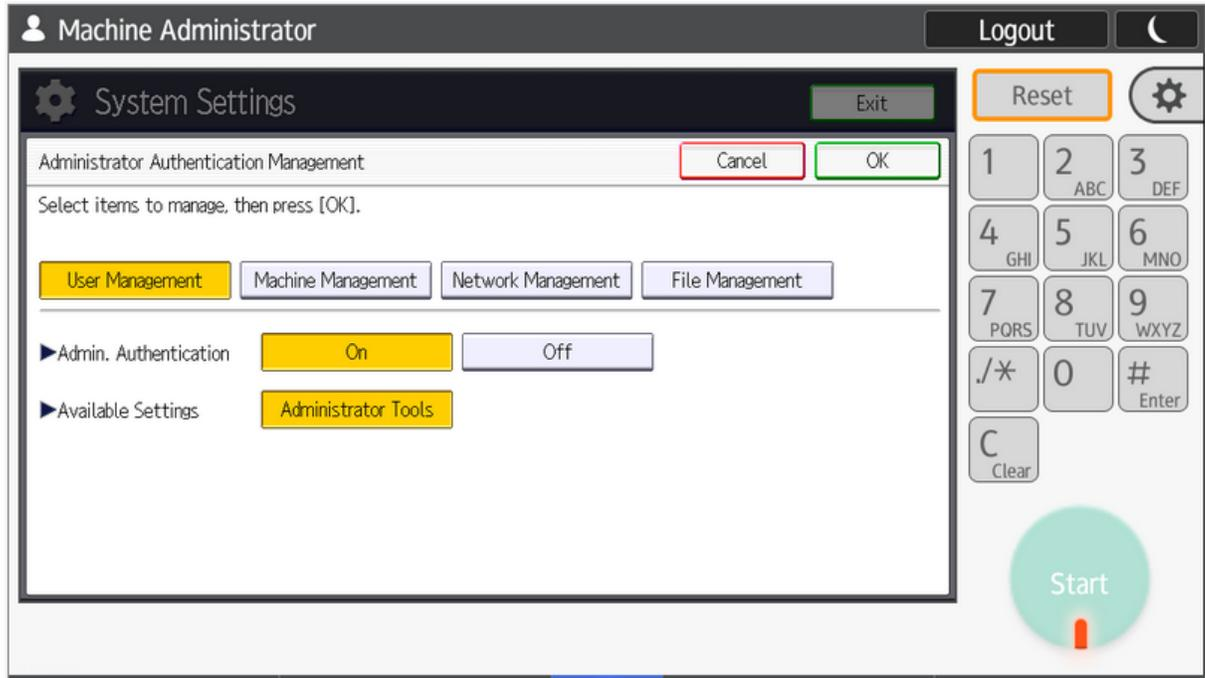 Machine Administrator
Logout
System Settings
Exit
Reset
Administrator Authentication Management
Cancel
OK
Select items to manage, then press [OK].
User Management
Machine Management
Network Management
File Management
▶Admin. Authentication
On
Off
▶Available Settings
Administrator Tools
1
2 ABC
3 DEF
4 GHI
5 JKL
6 MNO
7 PQRS
8 TUV
9 WXYZ
./*
0
# Enter
C Clear
Start